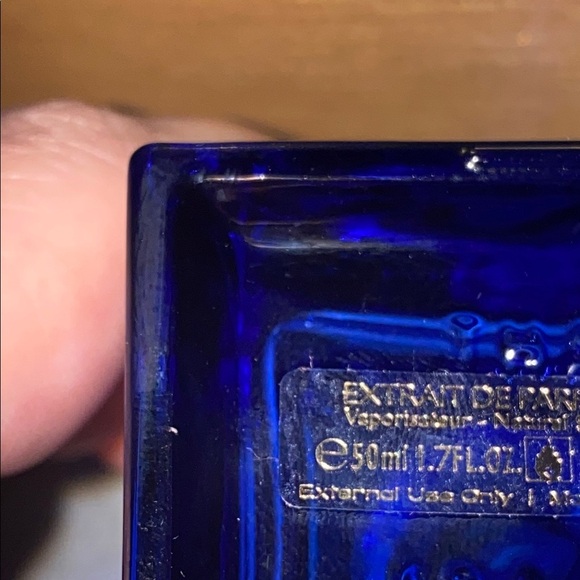 EXTRAIT DE PAR
Vaporisateur - Natural
℮50ml 1.7FL.OZ.
External Use Only | M